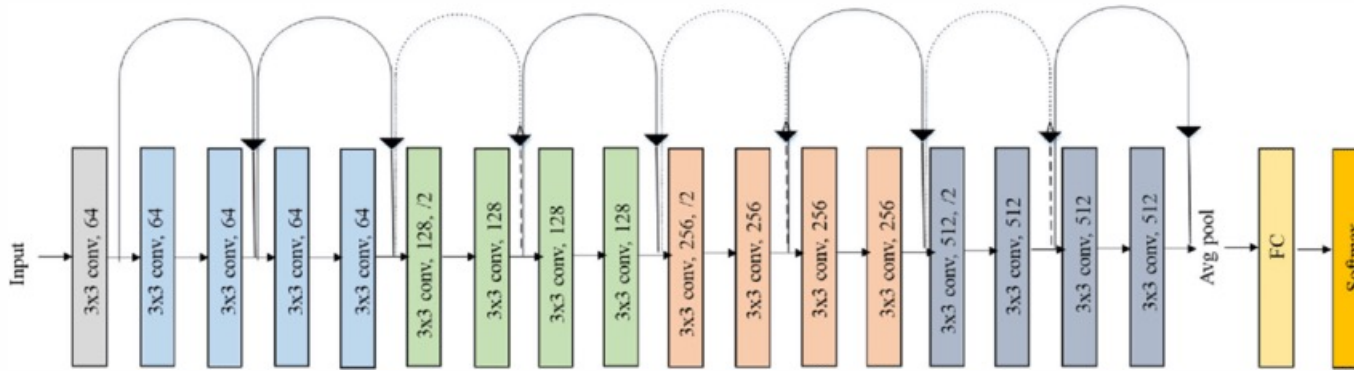 Input
3x3 conv, 64
3x3 conv, 64
3x3 conv, 64
3x3 conv, 64
3x3 conv, 64
3x3 conv, 128, /2
3x3 conv, 128
3x3 conv, 128
3x3 conv, 128
3x3 conv, 256, /2
3x3 conv, 256
3x3 conv, 256
3x3 conv, 256
3x3 conv, 512, /2
3x3 conv, 512
3x3 conv, 512
3x3 conv, 512
Avg pool
FC